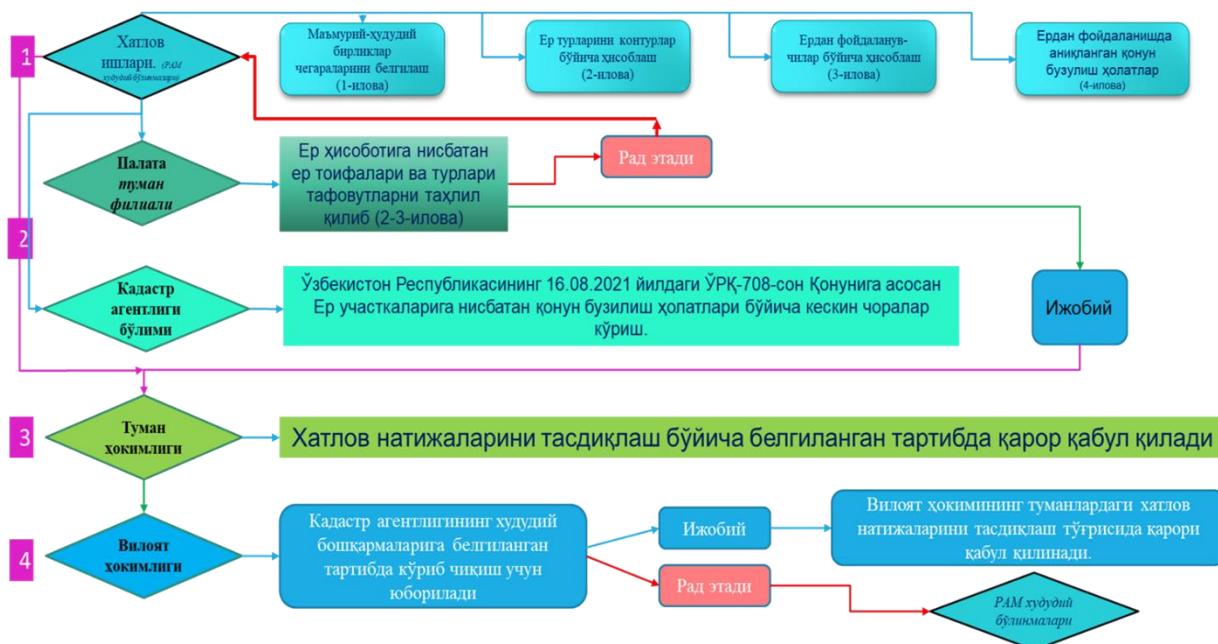 1
Хатлов
ишлари. (РАМ
худудий бўлинмалари)
Маъмурий-ҳудудий
бирликлар
чегараларини белгилаш
(1-илова)
Ер турларини контурлар
бўйича ҳисоблаш
(2-илова)
Ердан фойдаланув-
чилар бўйича ҳисоблаш
(3-илова)
Ердан фойдаланишда
аниқланган қонун
бузулиш ҳолатлар
(4-илова)
Палата
туман
филиали
Ер ҳисоботига нисбатан
ер тоифалари ва турлари
тафовутларни таҳлил
қилиб (2-3-илова)
Рад этади
2
Кадастр
агентлиги
бўлими
Ўзбекистон Республикасининг 16.08.2021 йилдаги ЎРҚ-708-сон Қонунига асосан
Ер участкаларига нисбатан қонун бузилиш ҳолатлари бўйича кескин чоралар
кўриш.
Ижобий
3
Туман
ҳокимлиги
Хатлов натижаларини тасдиқлаш бўйича белгиланган тартибда қарор қабул қилади
4
Вилоят
ҳокимлиги
Кадастр агентлигининг худудий
бошқармаларига белгиланган
тартибда кўриб чиқиш учун
юборилади
Ижобий
Вилоят ҳокимининг туманлардаги хатлов
натижаларини тасдиқлаш тўғрисида қарори
қабул қилинади.
Рад этади
РАМ худудий
бўлинмалари